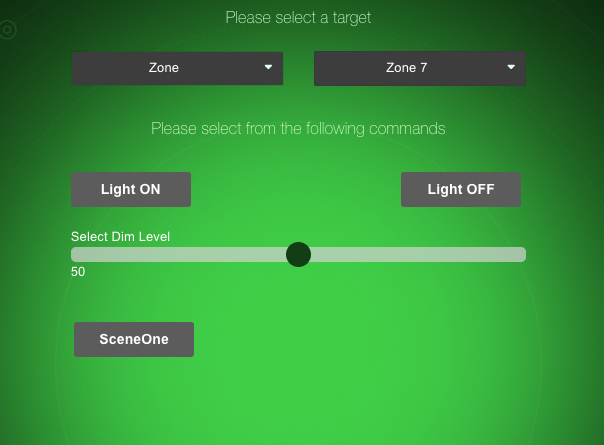 Please select a target
Zone
Zone 7
Please select from the following commands
Light ON
Light OFF
Select Dim Level
50
SceneOne